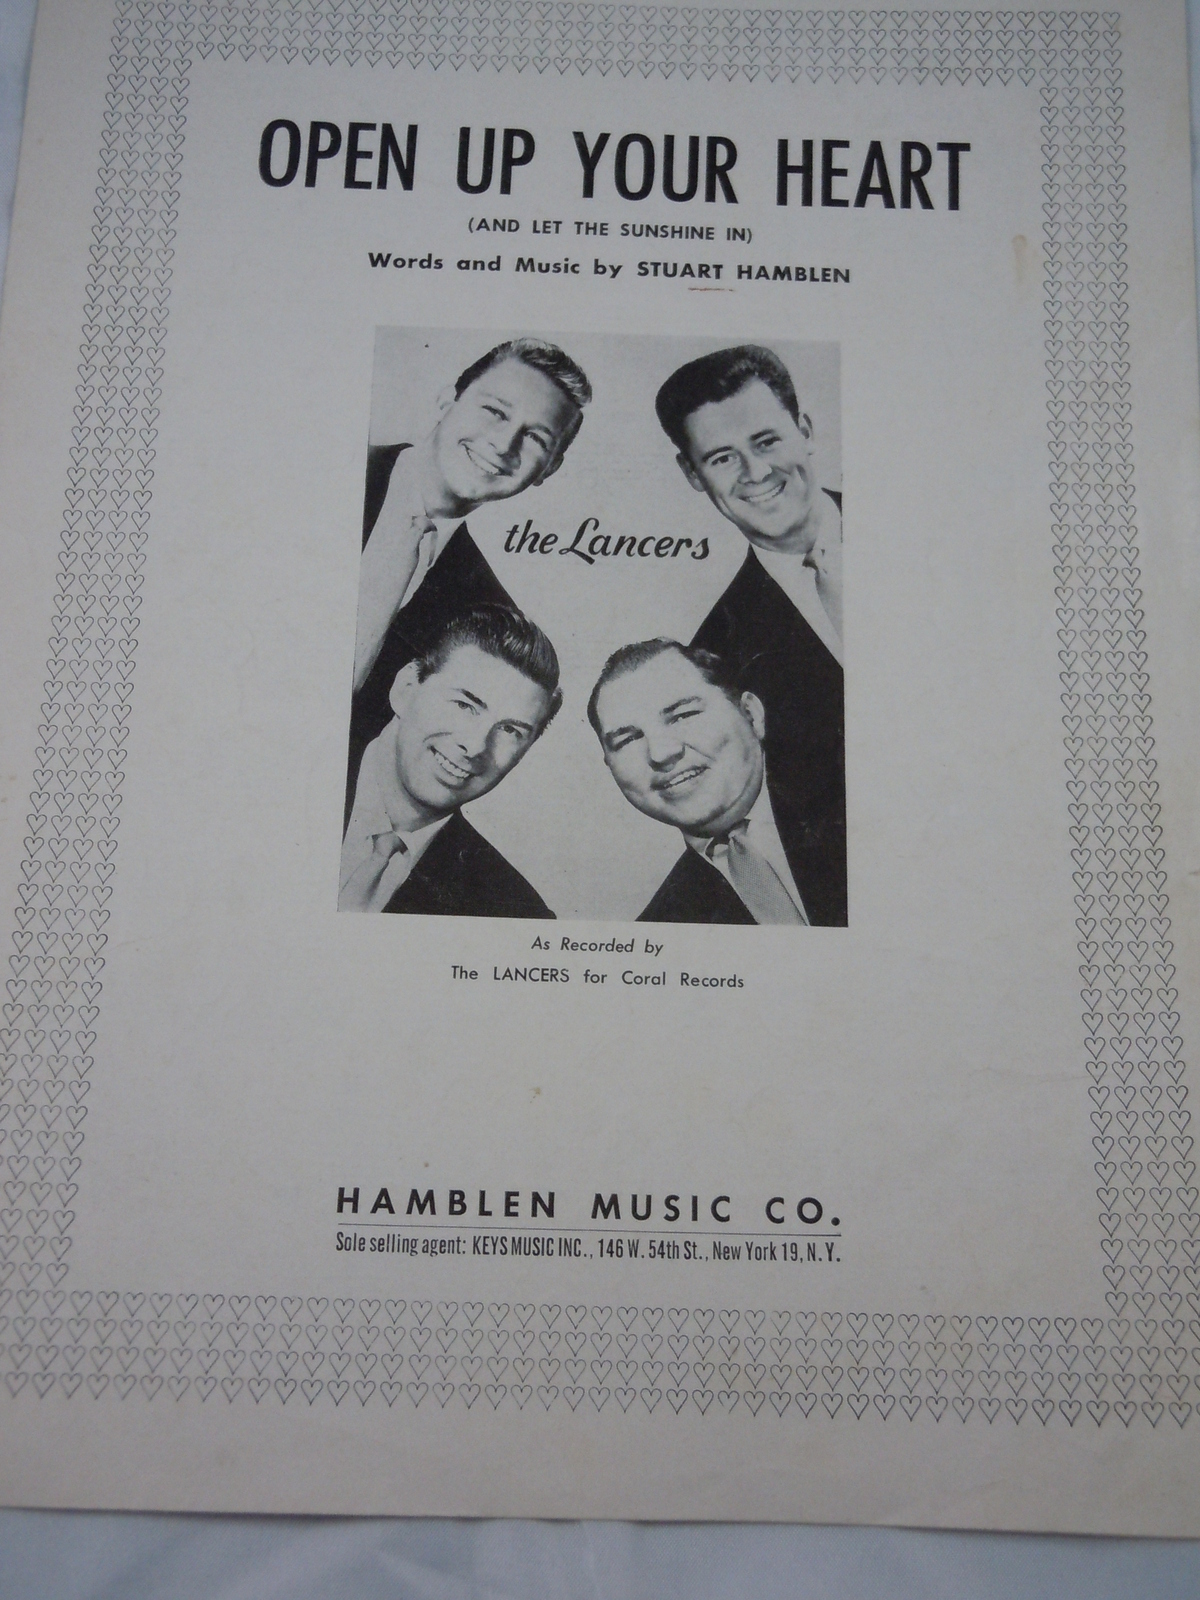 OPEN UP YOUR HEART
(AND LET THE SUNSHINE IN)
Words and Music by STUART HAMBLEN
the Lancers
As Recorded by
The LANCERS for Coral Records
HAMBLEN MUSIC CO.
Sole selling agent: KEYS MUSIC INC., 146 W. 54th St., New York 19, N.Y.